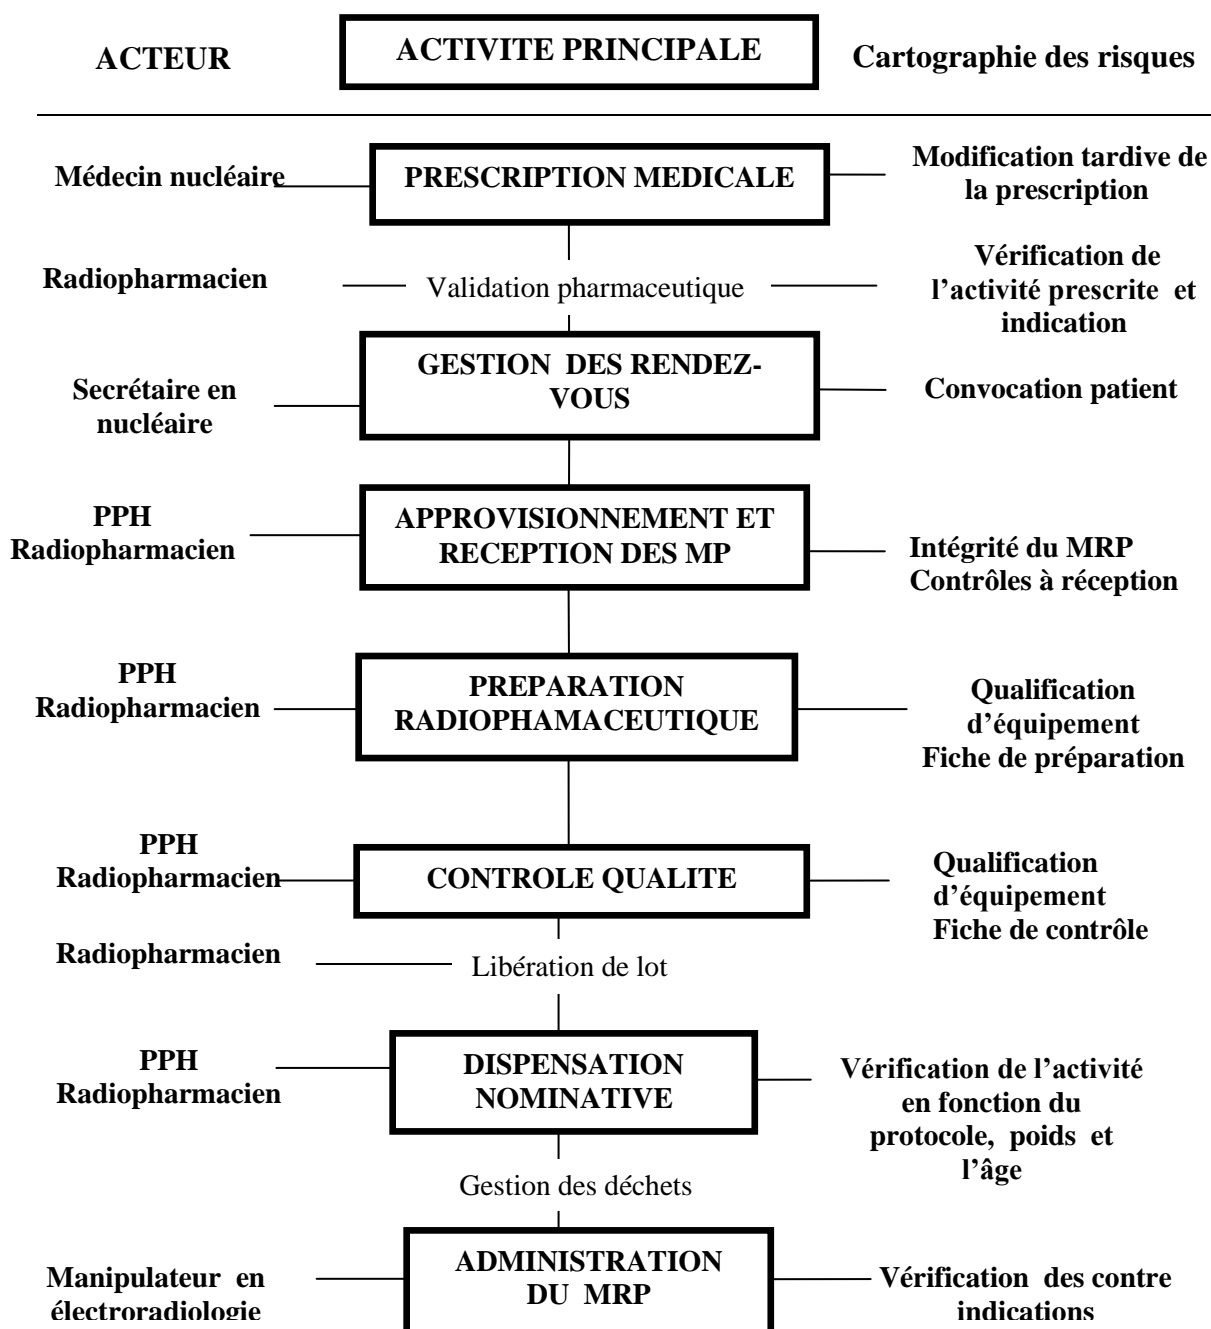 ACTEUR
ACTIVITE PRINCIPALE
Cartographie des risques
Médecin nucléaire
PRESCRIPTION MEDICALE
Modification tardive de
la prescription
Radiopharmacien
Validation pharmaceutique
Vérification de
l’activité prescrite et
indication
Secrétaire en
nucléaire
GESTION DES RENDEZ-
VOUS
Convocation patient
PPH
Radiopharmacien
APPROVISIONNEMENT ET
RECEPTION DES MP
Intégrité du MRP
Contrôles à réception
PPH
Radiopharmacien
PREPARATION
RADIOPHAMACEUTIQUE
Qualification
d’équipement
Fiche de préparation
PPH
Radiopharmacien
CONTROLE QUALITE
Qualification
d’équipement
Fiche de contrôle
Radiopharmacien
Libération de lot
PPH
Radiopharmacien
DISPENSATION
NOMINATIVE
Vérification de l’activité
en fonction du
protocole, poids et
l’âge
Gestion des déchets
Manipulateur en
électroradiologie
ADMINISTRATION
DU MRP
Vérification des contre
indications